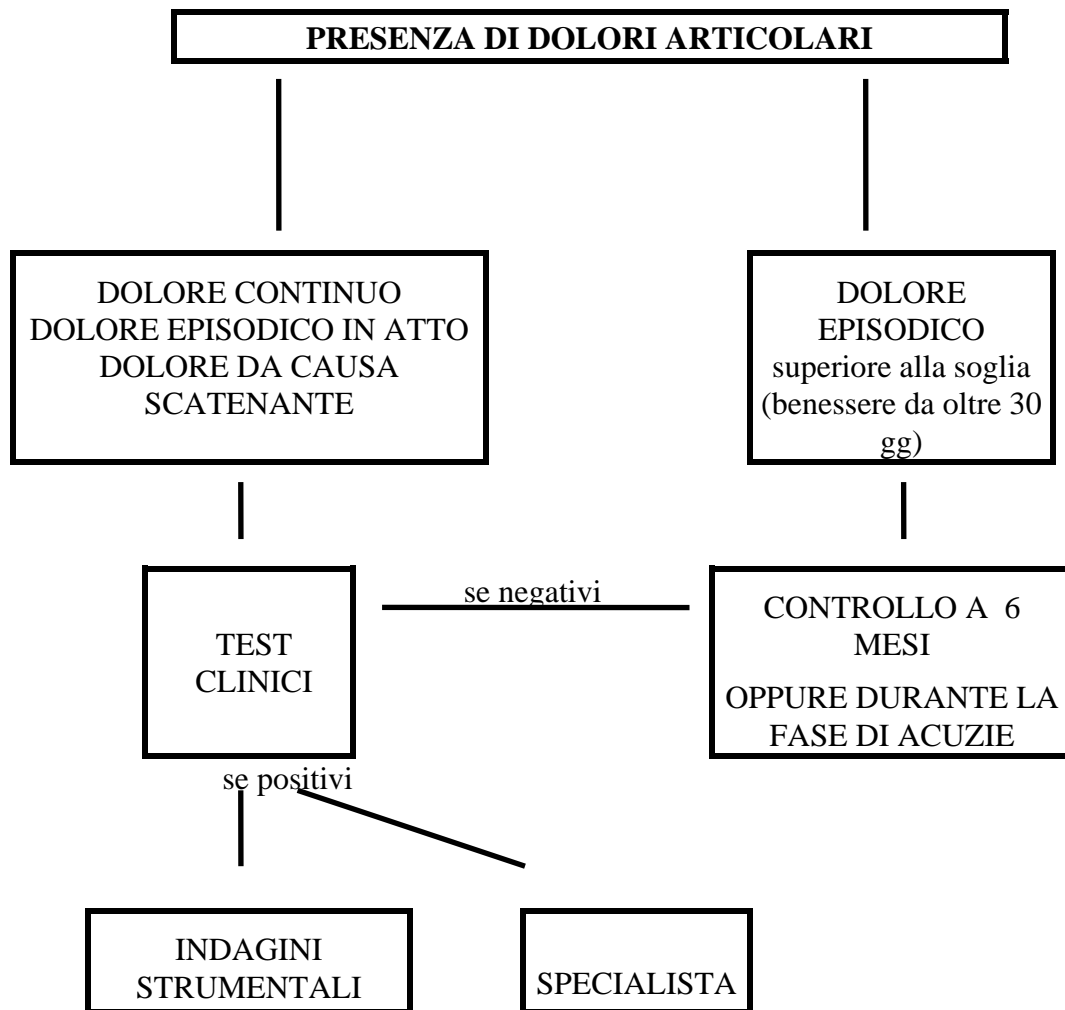 PRESENZA DI DOLORI ARTICOLARI
DOLORE CONTINUO
DOLORE EPISODICO IN ATTO
DOLORE DA CAUSA
SCATENANTE
DOLORE
EPISODICO
superiore alla soglia
(benessere da oltre 30
gg)
TEST
CLINICI
se negativi
CONTROLLO A 6
MESI
OPPURE DURANTE LA
FASE DI ACUZIE
se positivi
INDAGINI
STRUMENTALI
SPECIALISTA